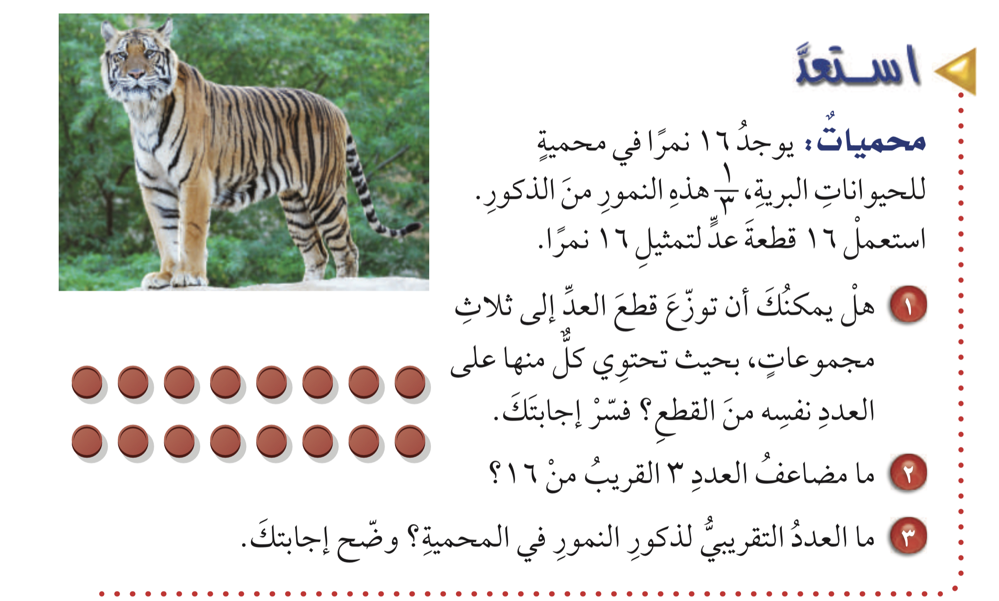 استعدَّ
محمياتٌ: يوجدُ ١٦ نمرًا في محميةٍ
للحيواناتِ البريةِ، ١/٣ هذهِ النمورِ منَ الذكورِ.
استعملْ ١٦ قطعةَ عدٍّ لتمثيلِ ١٦ نمرًا.
١ هلْ يمكنُكَ أن توزّعَ قطعَ العدِّ إلى ثلاثِ
مجموعاتٍ، بحيث تحتوِي كلٌّ منها على
العددِ نفسِه منَ القطعِ؟ فسّرْ إجابتَكَ.
٢ ما مضاعفُ العددِ ٣ القريبُ منْ ١٦؟
٣ ما العددُ التقريبيُّ لذكورِ النمورِ في المحميةِ؟ وضّح إجابتكَ.